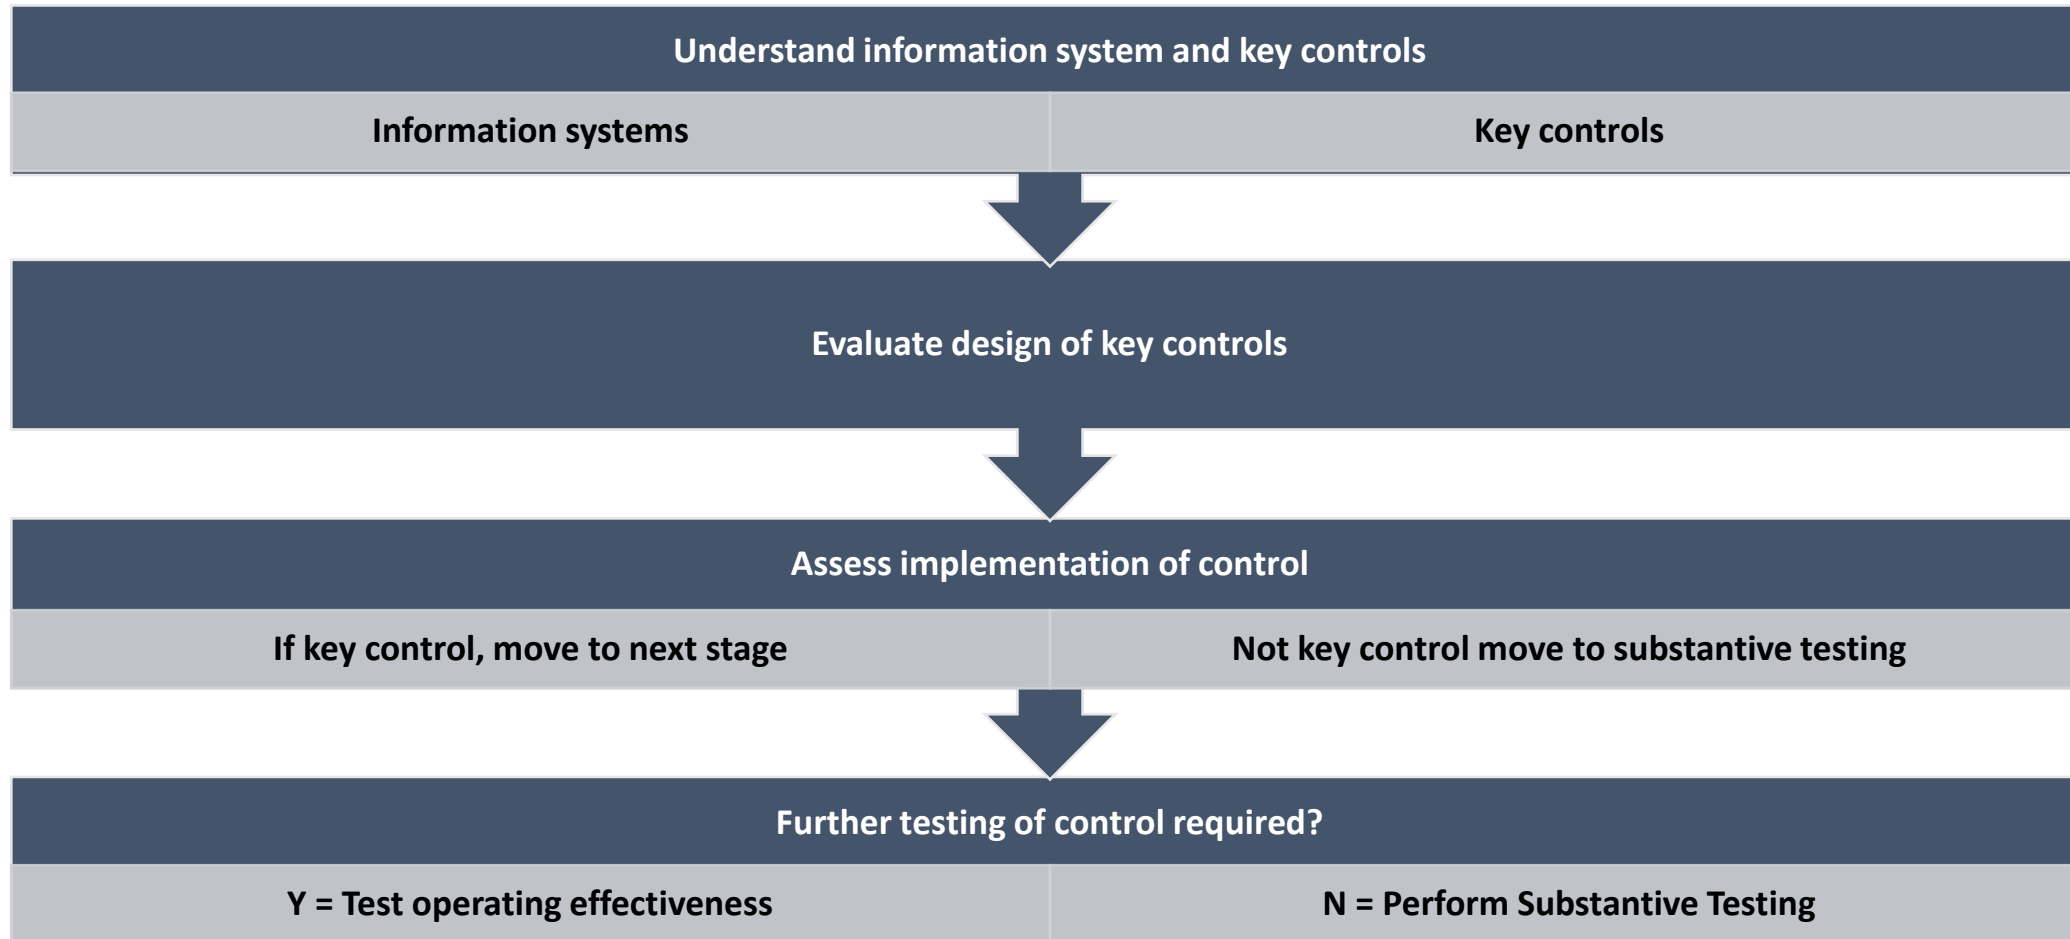 Understand information system and key controls
Information systems
Key controls
Evaluate design of key controls
Assess implementation of control
If key control, move to next stage
Not key control move to substantive testing
Further testing of control required?
Y = Test operating effectiveness
N = Perform Substantive Testing